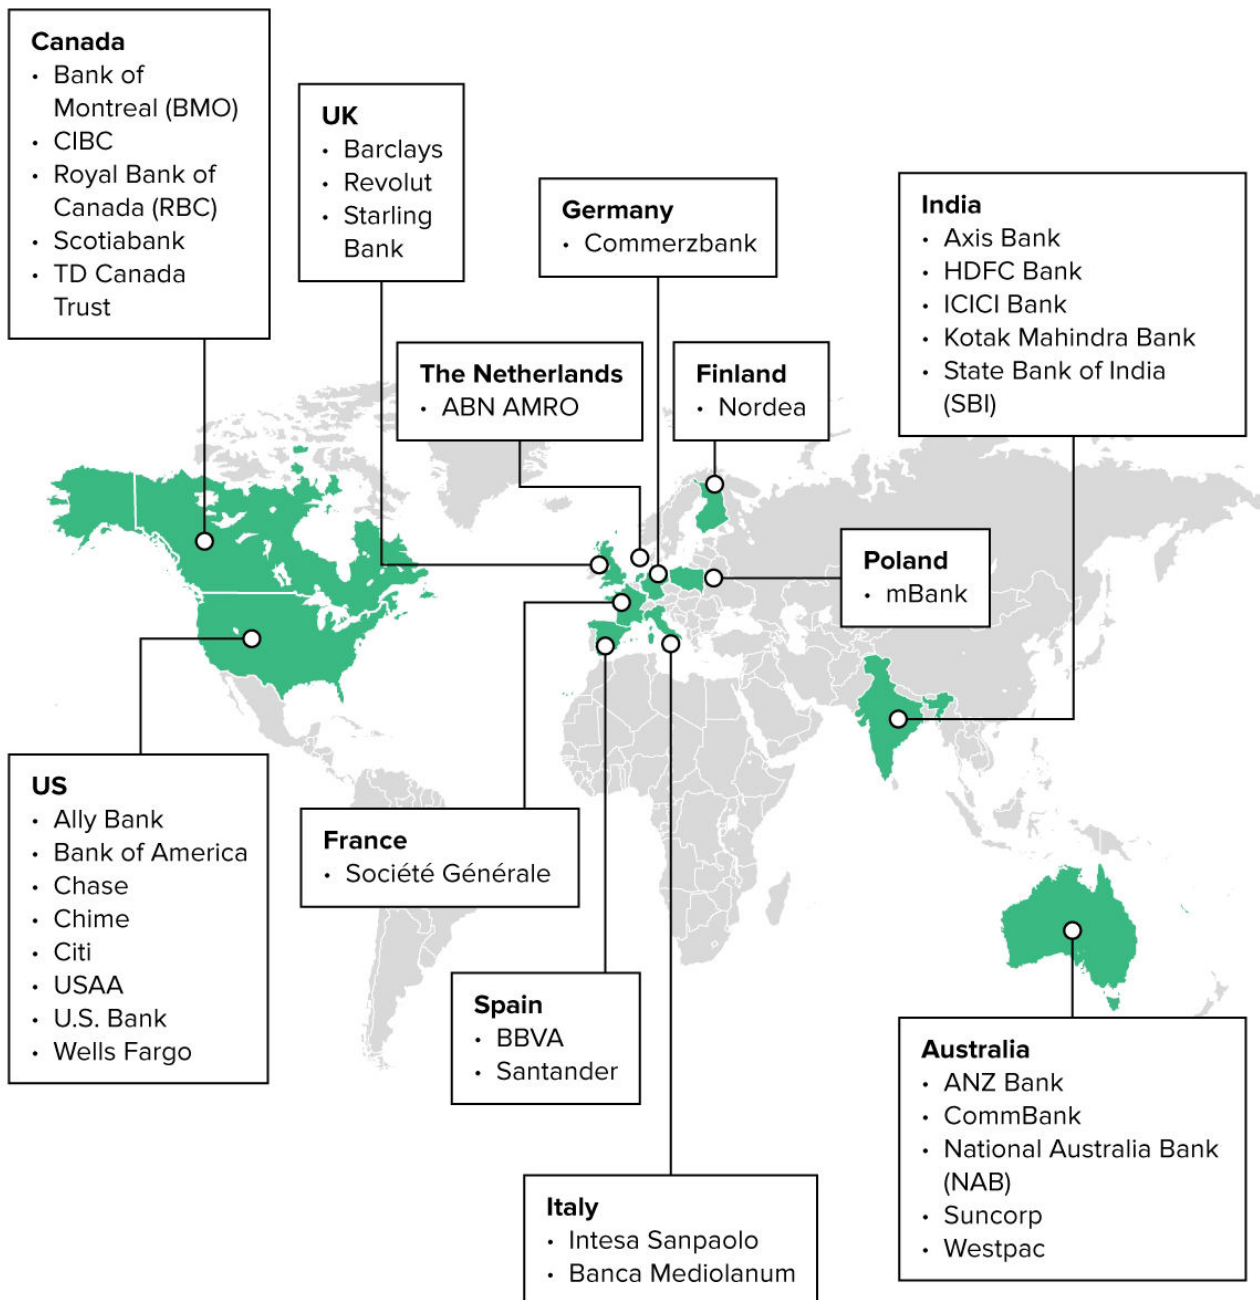 Canada
• Bank of
Montreal (BMO)
• CIBC
• Royal Bank of
Canada (RBC)
• Scotiabank
• TD Canada
Trust
UK
• Barclays
• Revolut
• Starling
Bank
Germany
• Commerzbank
India
• Axis Bank
• HDFC Bank
• ICICI Bank
• Kotak Mahindra Bank
• State Bank of India
(SBI)
The Netherlands
• ABN AMRO
Finland
• Nordea
Poland
• mBank
US
• Ally Bank
• Bank of America
• Chase
• Chime
• Citi
• USAA
• U.S. Bank
• Wells Fargo
France
• Société Générale
Spain
• BBVA
• Santander
Italy
• Intesa Sanpaolo
• Banca Mediolanum
Australia
• ANZ Bank
• CommBank
• National Australia Bank
(NAB)
• Suncorp
• Westpac